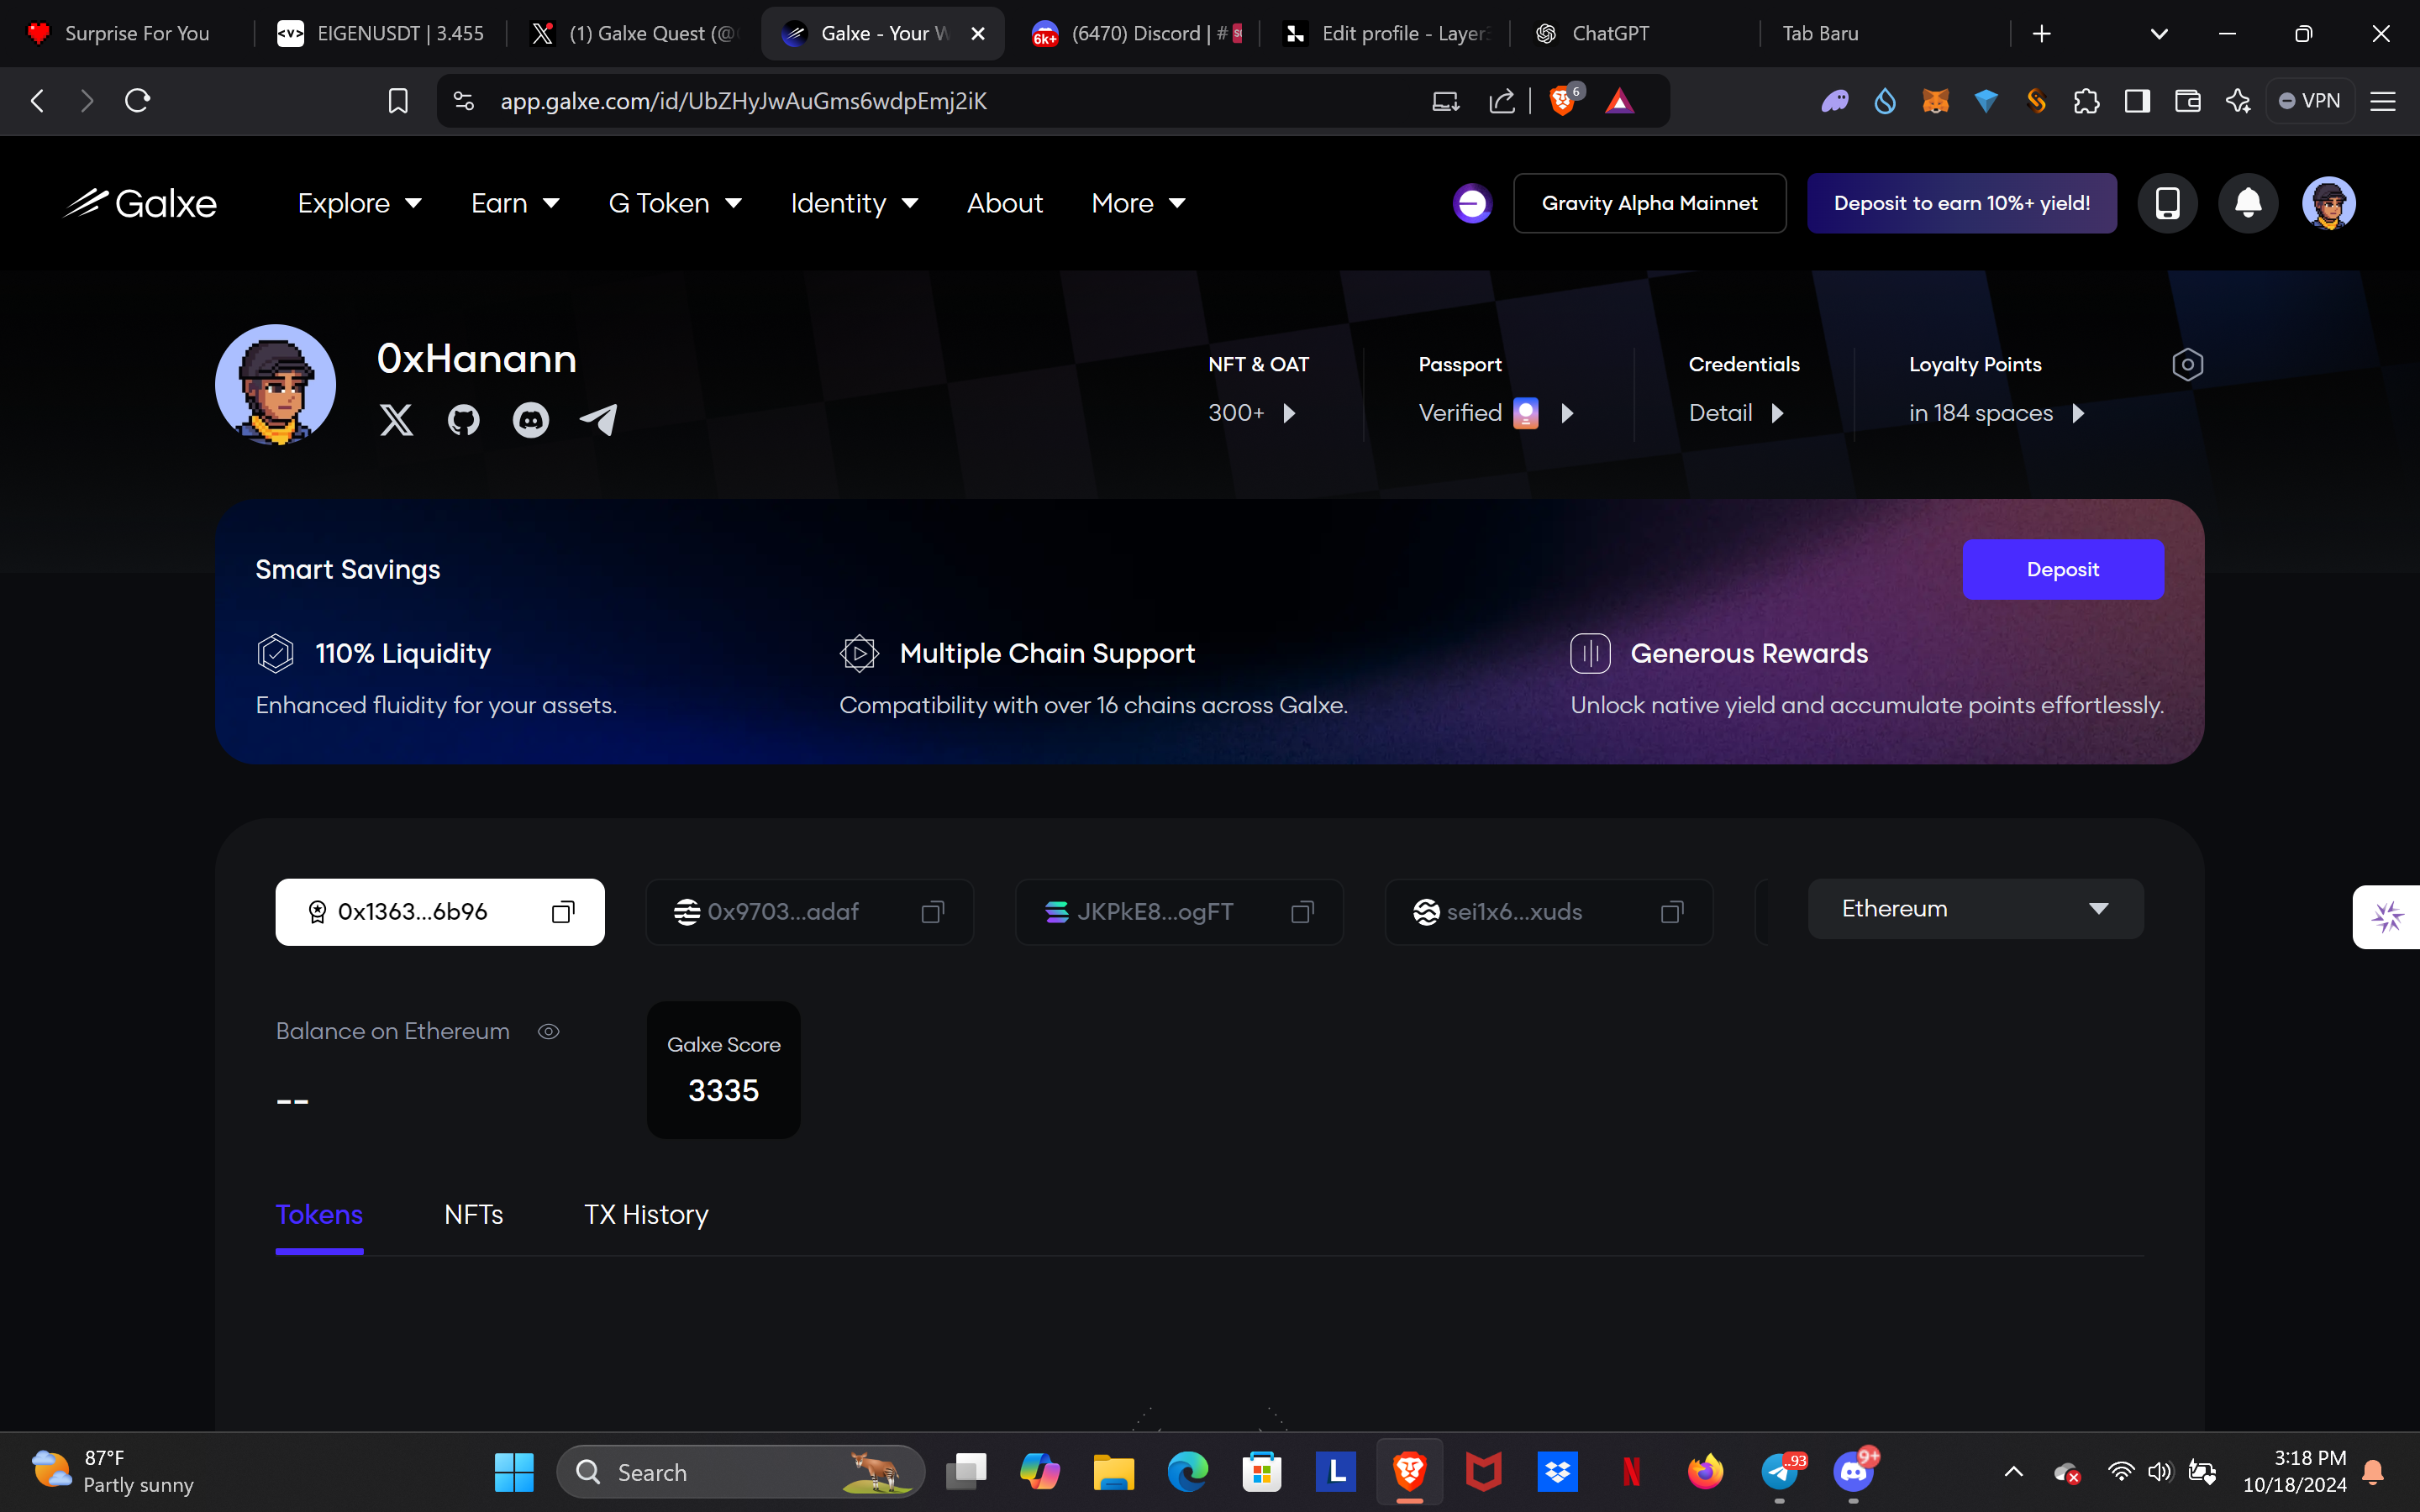 Surprise For You
EIGENUSDT | 3.455
(1) Galxe Quest (@
Galxe - Your W
(6470) Discord | #
Edit profile - Layer
ChatGPT
Tab Baru
app.galxe.com/id/UbZHyJwAuGms6wdpEmj2iK
6
VPN
Galxe
Explore
Earn
G Token
Identity
About
More
Gravity Alpha Mainnet
Deposit to earn 10%+ yield!
0xHanann
NFT & OAT
Passport
Credentials
Loyalty Points
300+
Verified
Detail
in 184 spaces
Smart Savings
Deposit
110% Liquidity
Multiple Chain Support
Generous Rewards
Enhanced fluidity for your assets.
Compatibility with over 16 chains across Galxe.
Unlock native yield and accumulate points effortlessly.
0x1363...6b96
0x9703...adaf
JKPkE8...ogFT
sei1x6...xuds
Ethereum
Balance on Ethereum
--
Galxe Score
3335
Tokens
NFTs
TX History
87°F
Partly sunny
Search
L
N
93
9+
3:18 PM
10/18/2024